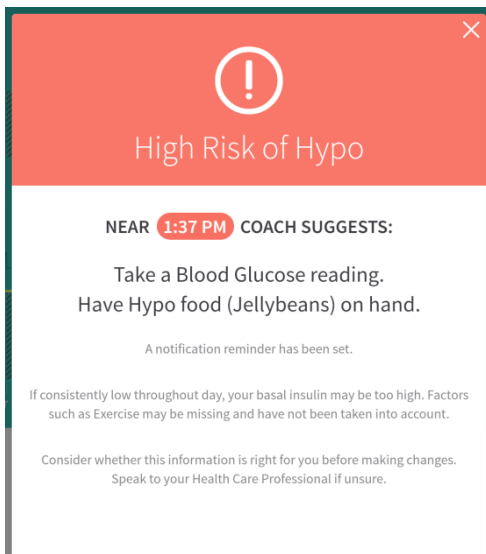 High Risk of Hypo
NEAR 1:37 PM COACH SUGGESTS:
Take a Blood Glucose reading.
Have Hypo food (Jellybeans) on hand.
A notification reminder has been set.
If consistently low throughout day, your basal insulin may be too high. Factors
such as Exercise may be missing and have not been taken into account.
Consider whether this information is right for you before making changes.
Speak to your Health Care Professional if unsure.